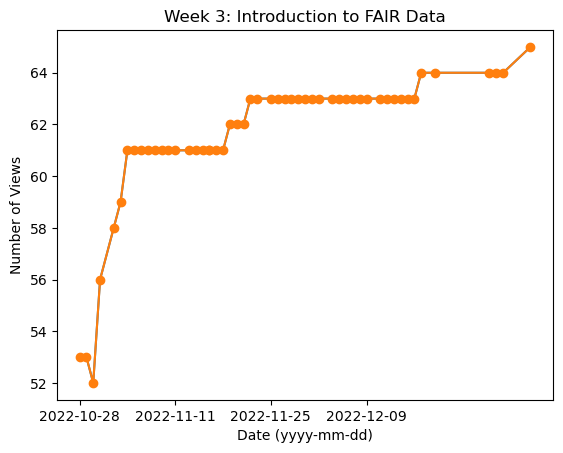 Week 3: Introduction to FAIR Data
Number of Views
64
62
60
58
56
54
52
2022-10-28 2022-11-11 2022-11-25 2022-12-09
Date (yyyy-mm-dd)